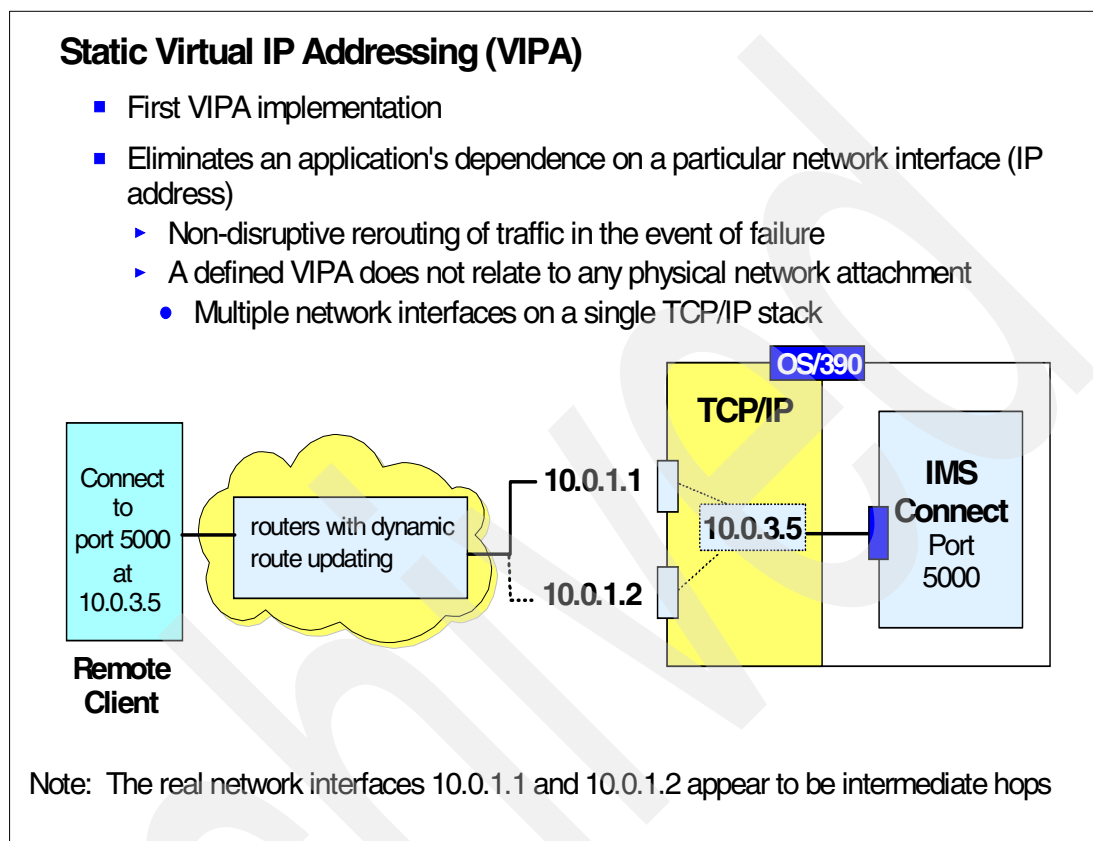 Static Virtual IP Addressing (VIPA)
First VIPA implementation
Eliminates an application's dependence on a particular network interface (IP
address)
Non-disruptive rerouting of traffic in the event of failure
A defined VIPA does not relate to any physical network attachment
Multiple network interfaces on a single TCP/IP stack
OS/390
TCP/IP
Connect
to
port 5000
at
10.0.3.5
Remote
Client
routers with dynamic
route updating
10.0.1.1
10.0.1.2
10.0.3.5
IMS
Connect
Port
5000
Note: The real network interfaces 10.0.1.1 and 10.0.1.2 appear to be intermediate hops